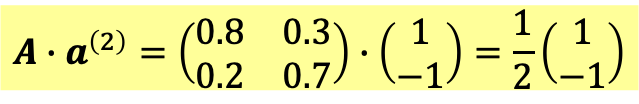 A · a⁽²⁾ = (0.8 0.3 0.2 0.7) · (1 −1) = 1/2 (1 −1)